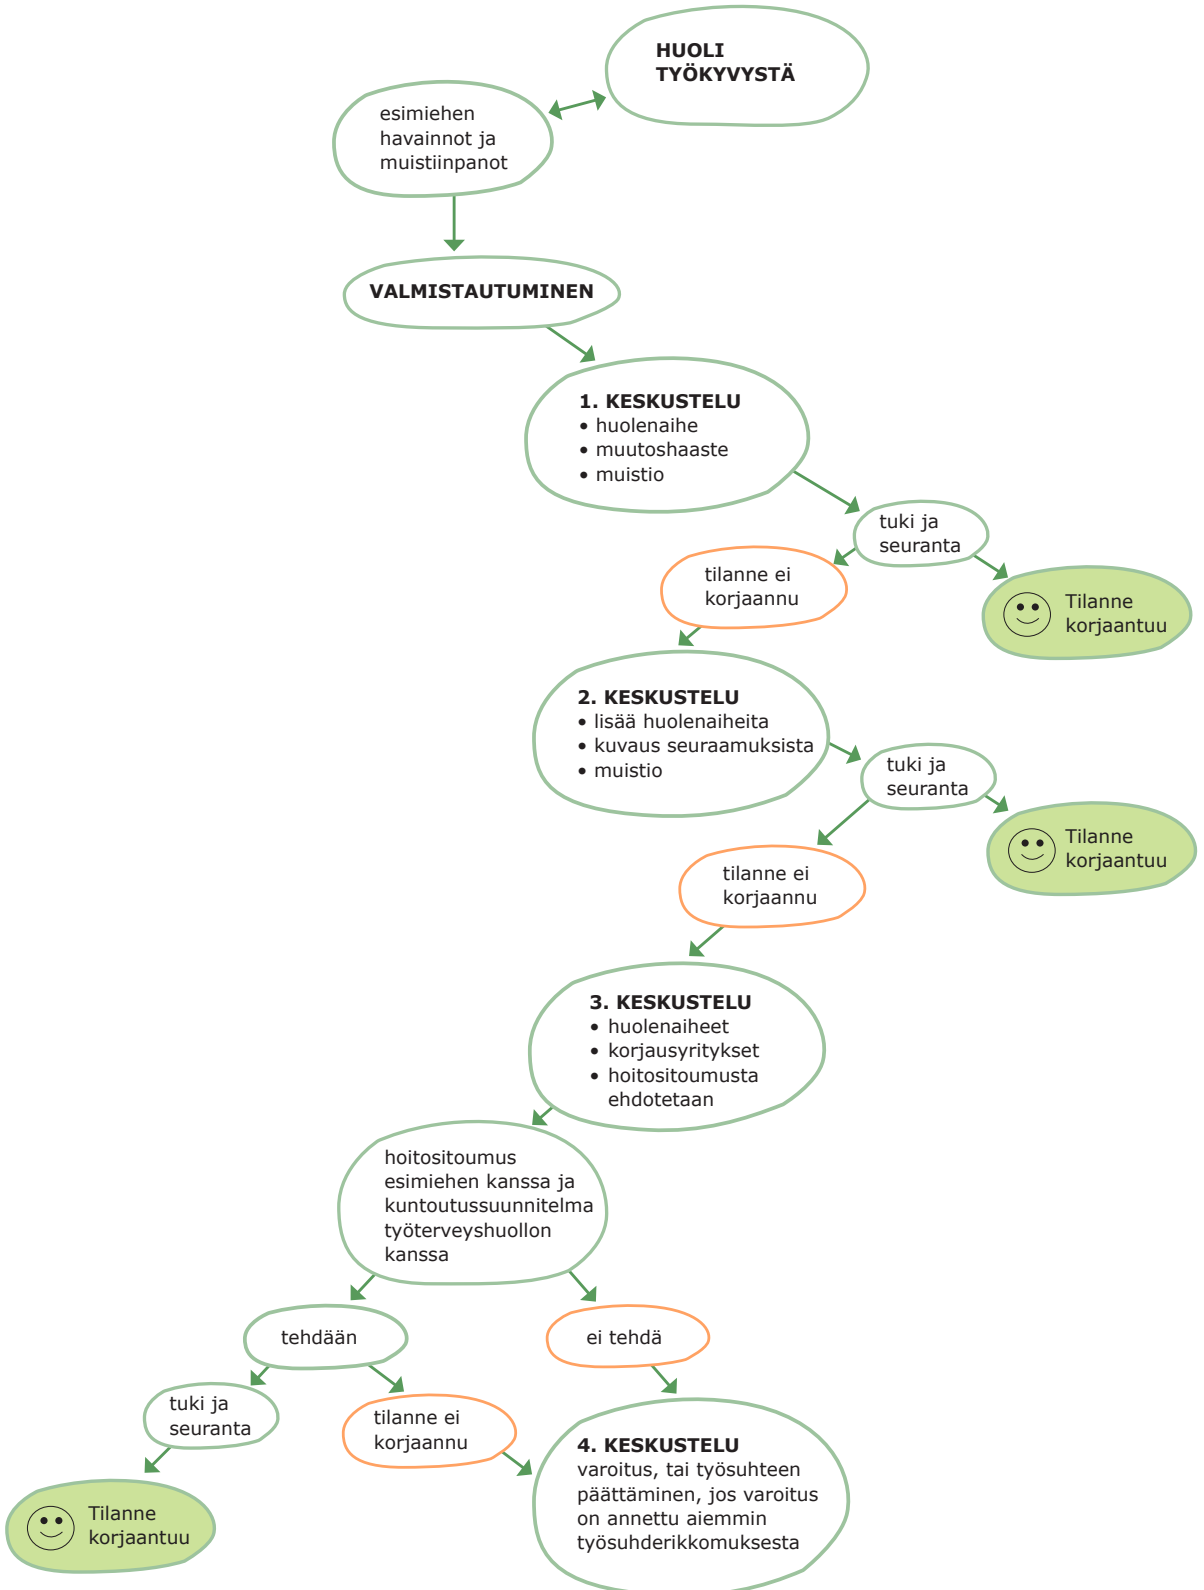 HUOLI
TYÖKYVYSTÄ
esimiehen
havainnot ja
muistiinpanot
VALMISTAUTUMINEN
1. KESKUSTELU
• huolenaihe
• muutoshaaste
• muistio
tuki ja
seuranta
tilanne ei
korjaannu
Tilanne
korjaantuu
2. KESKUSTELU
• lisää huolenaiheita
• kuvaus seuraamuksista
• muistio
tuki ja
seuranta
Tilanne
korjaantuu
tilanne ei
korjaannu
3. KESKUSTELU
• huolenaiheet
• korjausyritykset
• hoitositoumusta
ehdotetaan
hoitositoumus
esimiehen kanssa ja
kuntoutussuunnitelma
työterveyshuollon
kanssa
tehdään
ei tehdä
tuki ja
seuranta
tilanne ei
korjaannu
4. KESKUSTELU
varoitus, tai työsuhteen
päättäminen, jos varoitus
on annettu aiemmin
työsuhderikkomuksesta
Tilanne
korjaantuu